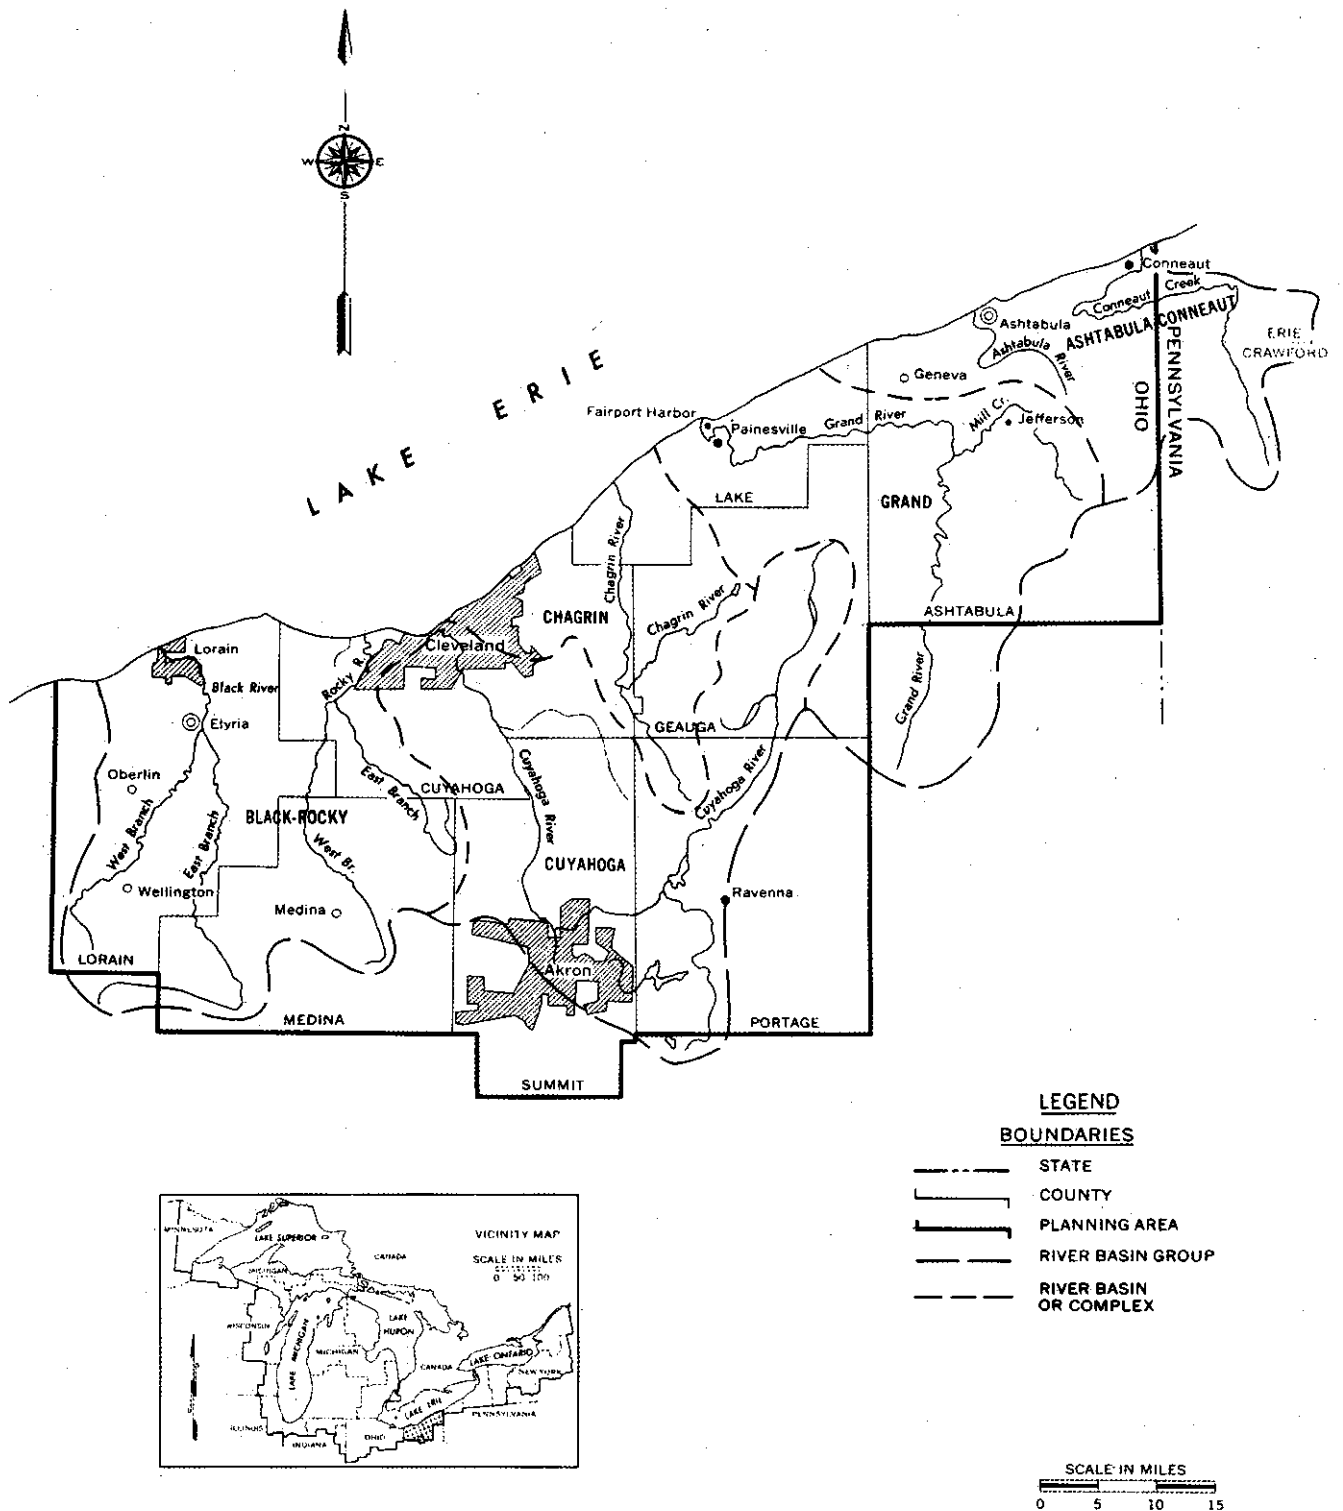 N
W E
S
LAKE ERIE
Conneaut
Conneaut Creek
ASHTABULA-CONNEAUT
Ashtabula
Ashtabula River
ERIE
CRAWFORD
PENNSYLVANIA
OHIO
Geneva
Fairport Harbor
Painesville
Grand River
Mill Cr.
Jefferson
LAKE
GRAND
Chagrin River
Chagrin River
ASHTABULA
CHAGRIN
Cleveland
Lorain
Rocky R.
Black River
Grand River
Elyria
GEAUGA
Oberlin
East Branch
CUYAHOGA
Cuyahoga River
Cuyahoga River
BLACK-ROCKY
West Branch
East Branch
West Br.
CUYAHOGA
Wellington
Medina
Ravenna
LORAIN
Akron
MEDINA
PORTAGE
SUMMIT
LEGEND
BOUNDARIES
STATE
COUNTY
PLANNING AREA
RIVER BASIN GROUP
RIVER BASIN
OR COMPLEX
VICINITY MAP
SCALE IN MILES
0 50 100
MINNESOTA
LAKE SUPERIOR
CANADA
MICHIGAN
WISCONSIN
LAKE MICHIGAN
LAKE
HURON
MICHIGAN
CANADA
LAKE ONTARIO
NEW YORK
LAKE ERIE
PENNSYLVANIA
ILLINOIS
INDIANA
OHIO
SCALE IN MILES
0 5 10 15